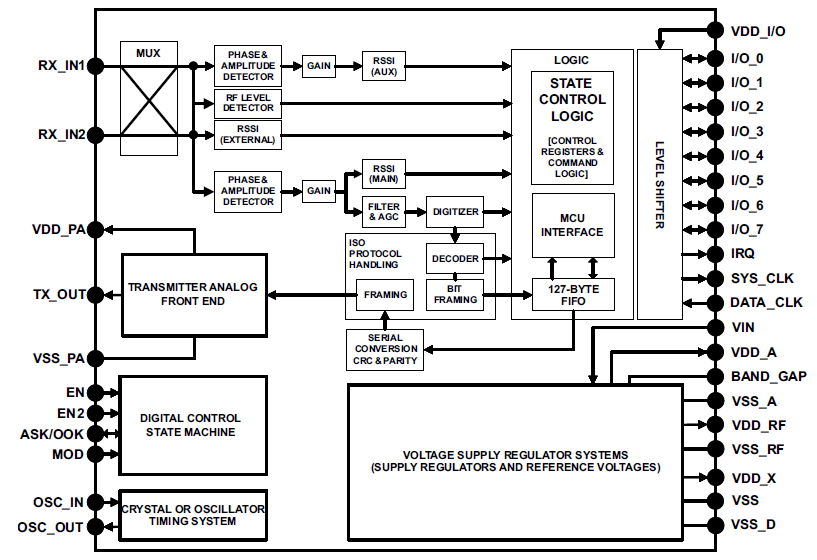 VDD_I/O
MUX
PHASE &
AMPLITUDE
DETECTOR
GAIN
RSSI
(AUX)
LOGIC
RX_IN1
I/O_0
STATE
CONTROL
LOGIC
I/O_1
RF LEVEL
DETECTOR
I/O_2
RX_IN2
RSSI
(EXTERNAL)
[CONTROL
REGISTERS &
COMMAND
LOGIC]
I/O_3
I/O_4
LEVEL SHIFTER
PHASE &
AMPLITUDE
DETECTOR
GAIN
RSSI
(MAIN)
I/O_5
FILTER
& AGC
DIGITIZER
I/O_6
MCU
INTERFACE
VDD_PA
I/O_7
ISO
PROTOCOL
HANDLING
DECODER
IRQ
TRANSMITTER ANALOG
FRONT END
SYS_CLK
TX_OUT
FRAMING
BIT
FRAMING
127-BYTE
FIFO
DATA_CLK
VIN
SERIAL
CONVERSION
CRC & PARITY
VSS_PA
VDD_A
BAND_GAP
EN
EN2
ASK/OOK
MOD
DIGITAL CONTROL
STATE MACHINE
VSS_A
VDD_RF
VSS_RF
VOLTAGE SUPPLY REGULATOR SYSTEMS
(SUPPLY REGULATORS AND REFERENCE VOLTAGES)
VDD_X
OSC_IN
OSC_OUT
CRYSTAL OR OSCILLATOR
TIMING SYSTEM
VSS
VSS_D